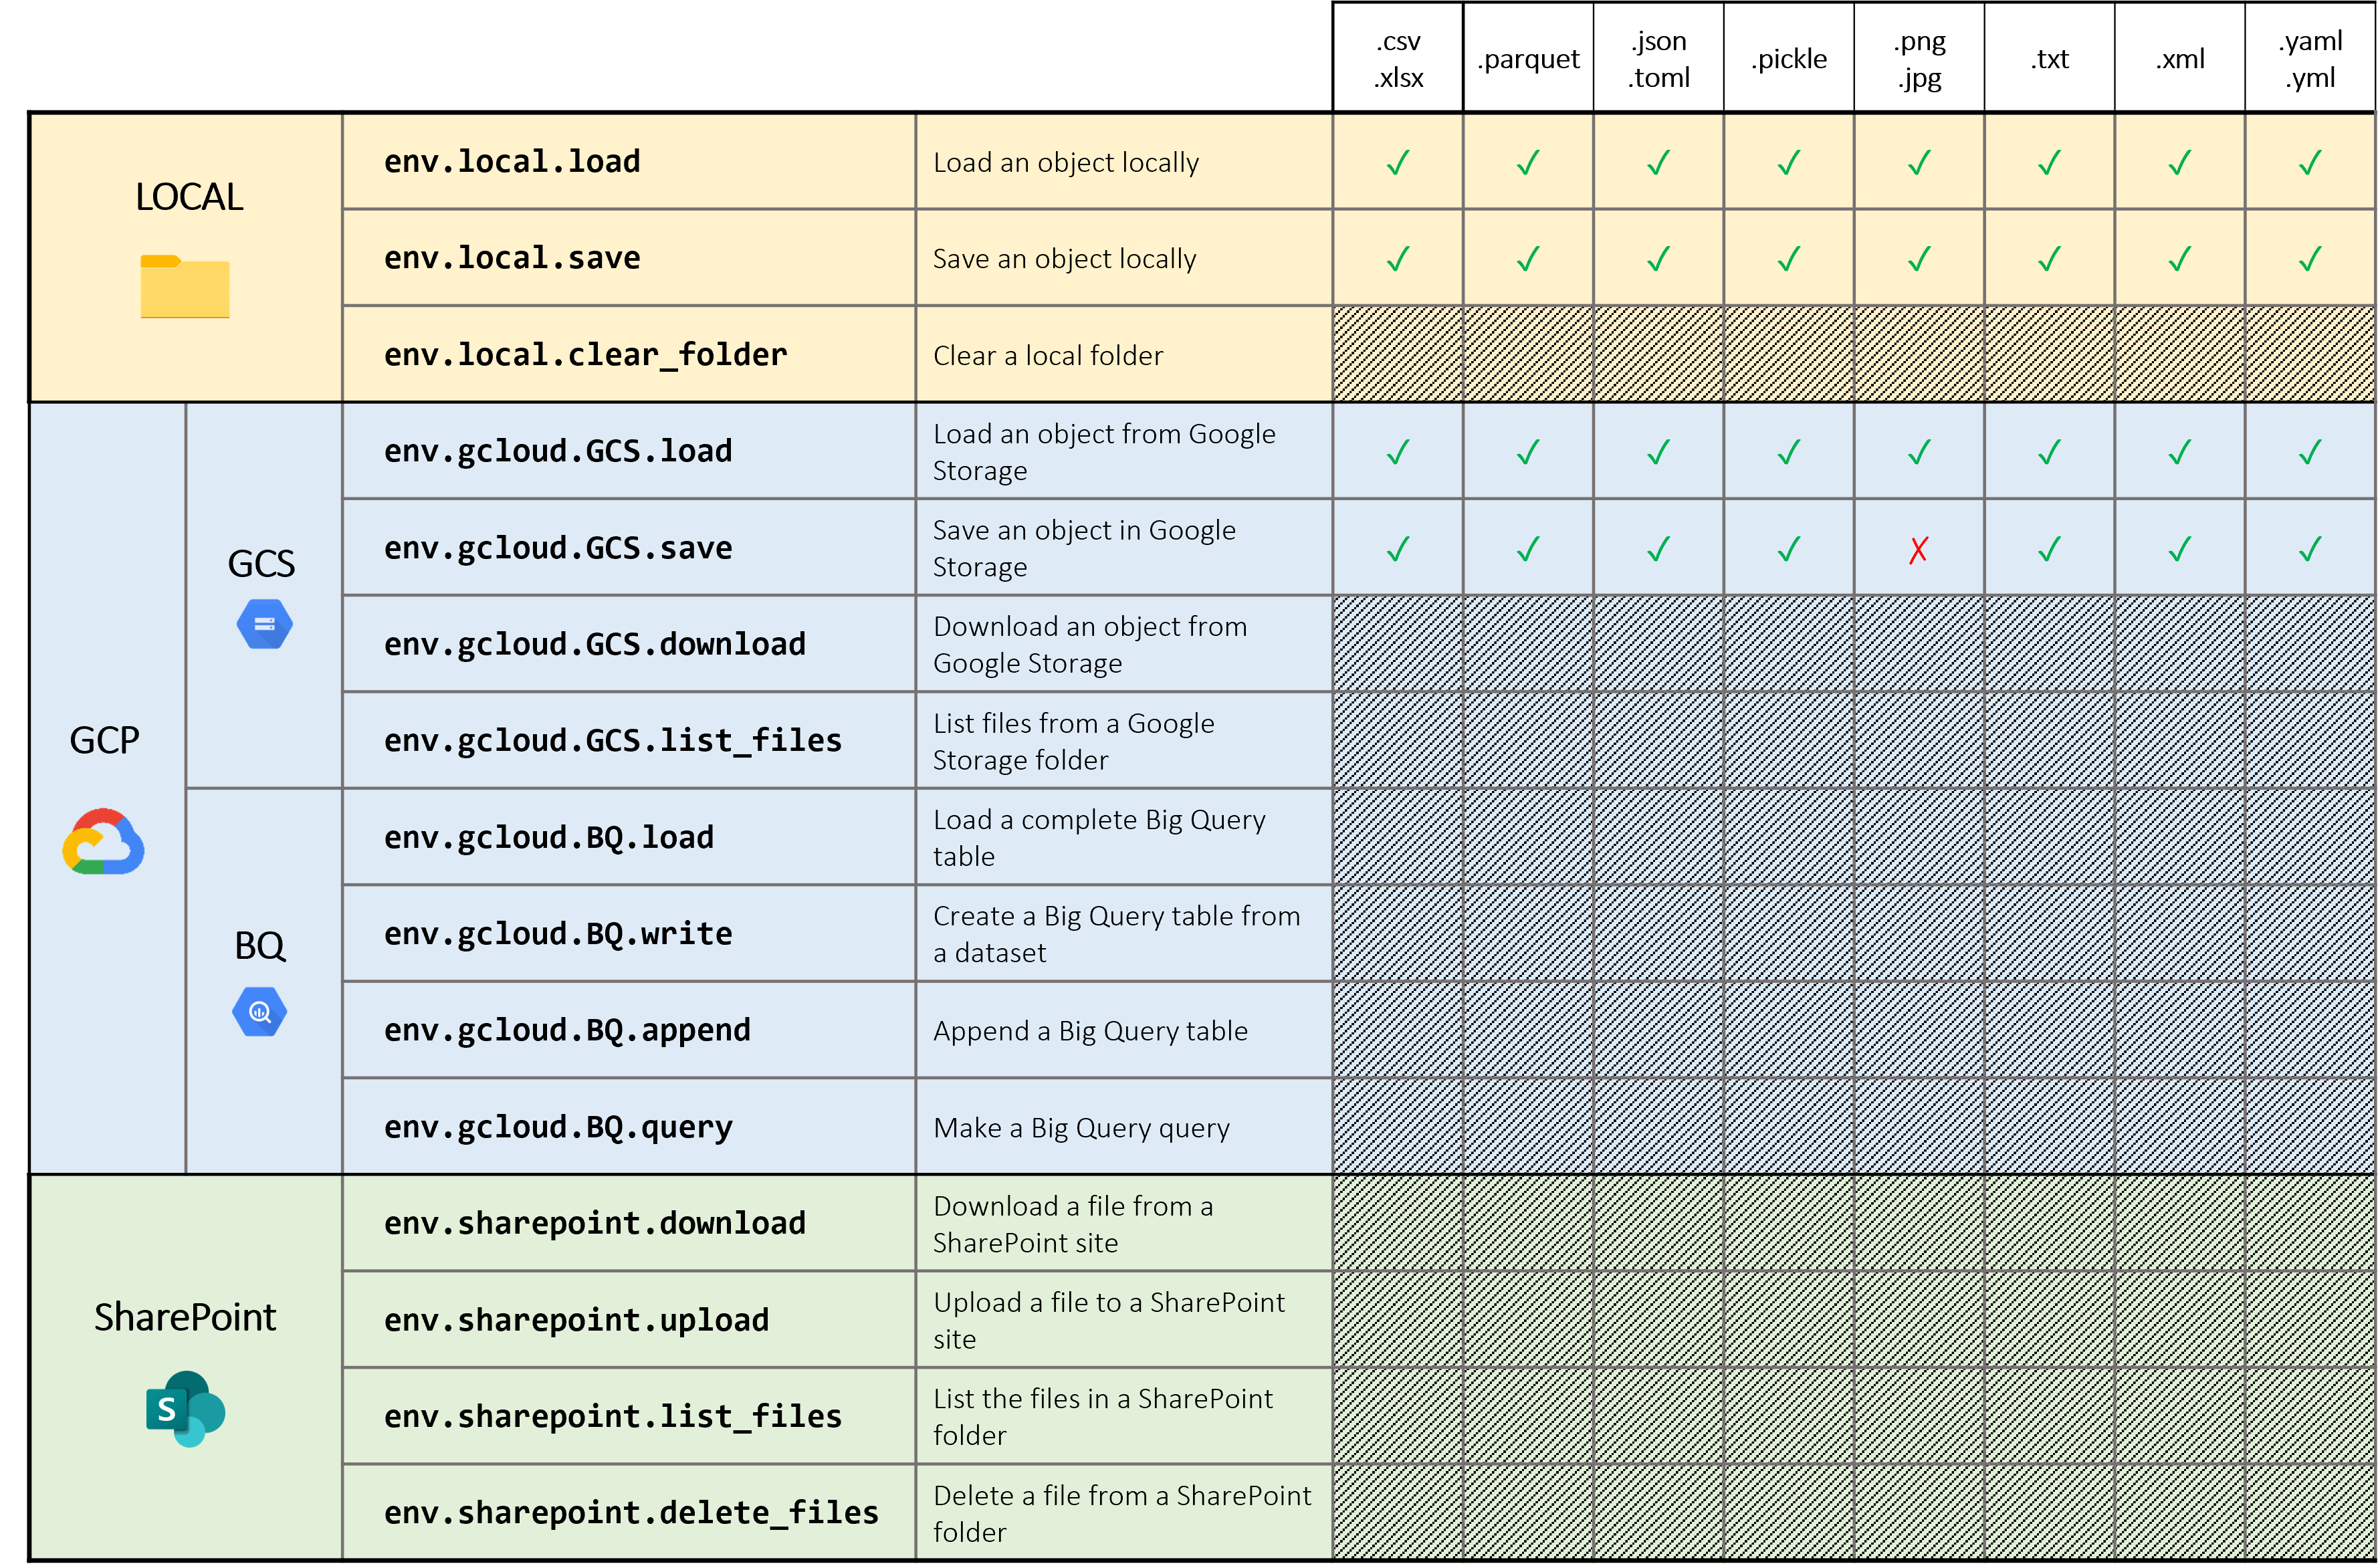 .csv
.xlsx
.parquet
.json
.toml
.pickle
.png
.jpg
.txt
.xml
.yaml
.yml
LOCAL
env.local.load
Load an object locally
✓ ✓ ✓ ✓ ✓ ✓ ✓ ✓
env.local.save
Save an object locally
✓ ✓ ✓ ✓ ✓ ✓ ✓ ✓
env.local.clear_folder
Clear a local folder
GCP
GCS
env.gcloud.GCS.load
Load an object from Google
Storage
✓ ✓ ✓ ✓ ✓ ✓ ✓ ✓
env.gcloud.GCS.save
Save an object in Google
Storage
✓ ✓ ✓ ✓ ✗ ✓ ✓ ✓
env.gcloud.GCS.download
Download an object from
Google Storage
env.gcloud.GCS.list_files
List files from a Google
Storage folder
BQ
env.gcloud.BQ.load
Load a complete Big Query
table
env.gcloud.BQ.write
Create a Big Query table from
a dataset
env.gcloud.BQ.append
Append a Big Query table
env.gcloud.BQ.query
Make a Big Query query
SharePoint
S
env.sharepoint.download
Download a file from a
SharePoint site
env.sharepoint.upload
Upload a file to a SharePoint
site
env.sharepoint.list_files
List the files in a SharePoint
folder
env.sharepoint.delete_files
Delete a file from a SharePoint
folder